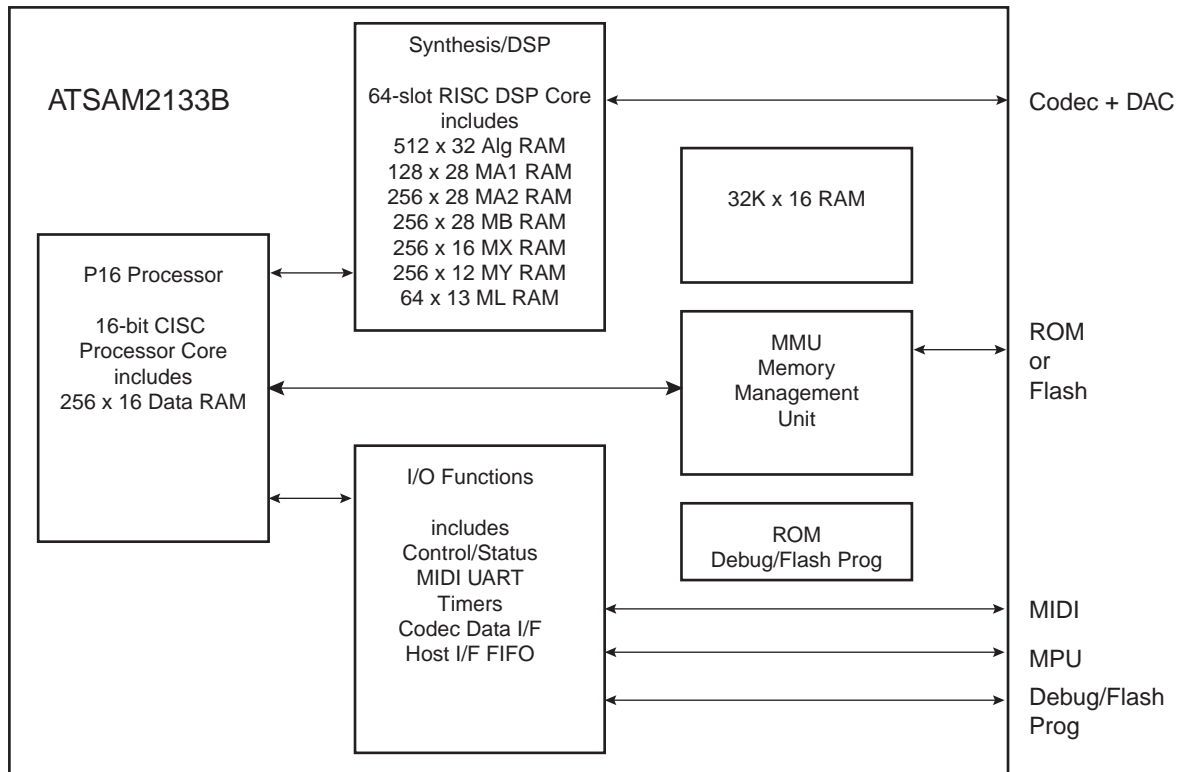 ATSAM2133B
Synthesis/DSP
64-slot RISC DSP Core
includes
512 x 32 Alg RAM
128 x 28 MA1 RAM
256 x 28 MA2 RAM
256 x 28 MB RAM
256 x 16 MX RAM
256 x 12 MY RAM
64 x 13 ML RAM
Codec + DAC
32K x 16 RAM
P16 Processor
16-bit CISC
Processor Core
includes
256 x 16 Data RAM
MMU
Memory
Management
Unit
ROM
or
Flash
I/O Functions
includes
Control/Status
MIDI UART
Timers
Codec Data I/F
Host I/F FIFO
ROM
Debug/Flash Prog
MIDI
MPU
Debug/Flash
Prog